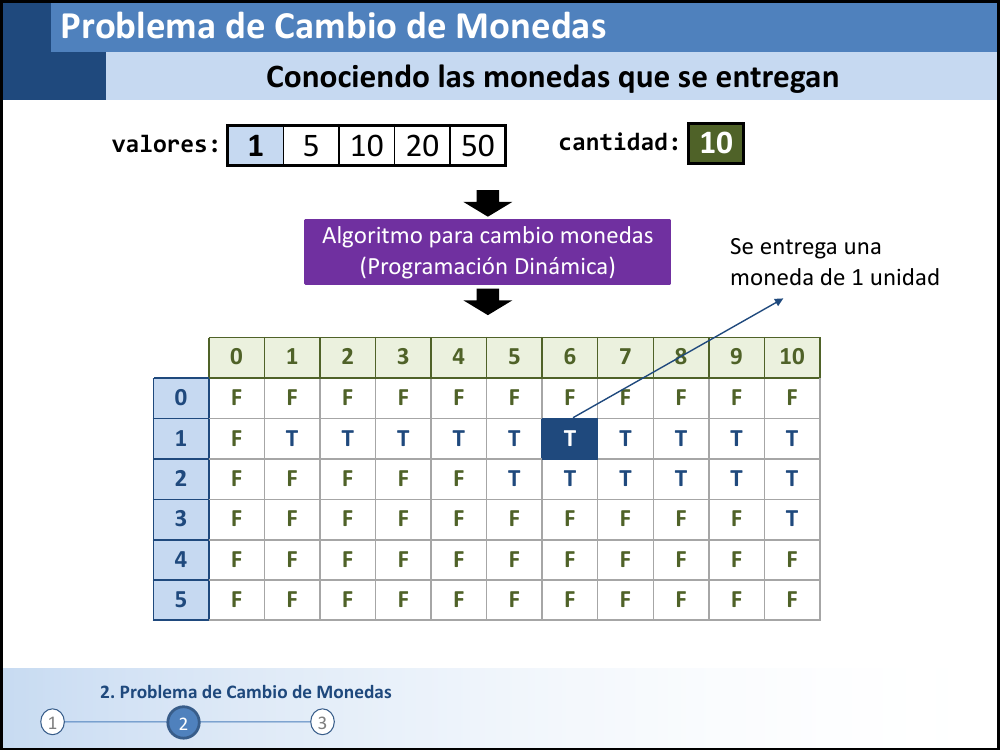 Problema de Cambio de Monedas
Conociendo las monedas que se entregan
valores: 1 5 10 20 50 cantidad: 10
Algoritmo para cambio monedas
(Programación Dinámica)
Se entrega una
moneda de 1 unidad
0 1 2 3 4 5 6 7 8 9 10
0 F F F F F F F F F F F
1 F T T T T T T T T T T
2 F F F F F T T T T T T
3 F F F F F F F F F F T
4 F F F F F F F F F F F
5 F F F F F F F F F F F
2. Problema de Cambio de Monedas
1 2 3